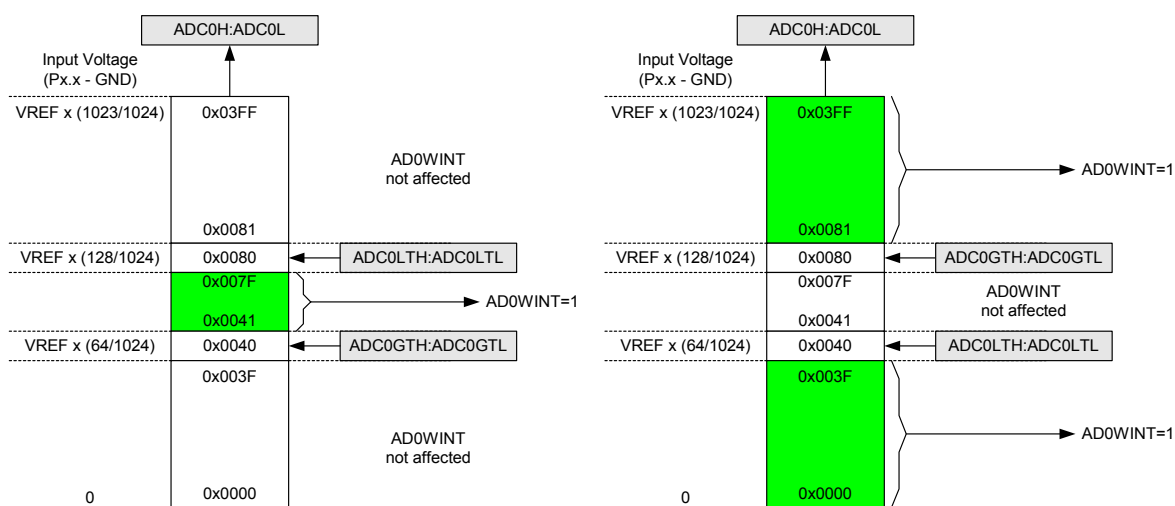 ADC0H:ADC0L
Input Voltage
(Px.x - GND)
VREF x (1023/1024)
0x03FF
AD0WINT
not affected
0x0081
VREF x (128/1024)
0x0080
ADC0LTH:ADC0LTL
0x007F
AD0WINT=1
0x0041
VREF x (64/1024)
0x0040
ADC0GTH:ADC0GTL
0x003F
AD0WINT
not affected
0
0x0000
ADC0H:ADC0L
Input Voltage
(Px.x - GND)
VREF x (1023/1024)
0x03FF
AD0WINT=1
0x0081
VREF x (128/1024)
0x0080
ADC0GTH:ADC0GTL
0x007F
AD0WINT
not affected
0x0041
VREF x (64/1024)
0x0040
ADC0LTH:ADC0LTL
0x003F
AD0WINT=1
0
0x0000